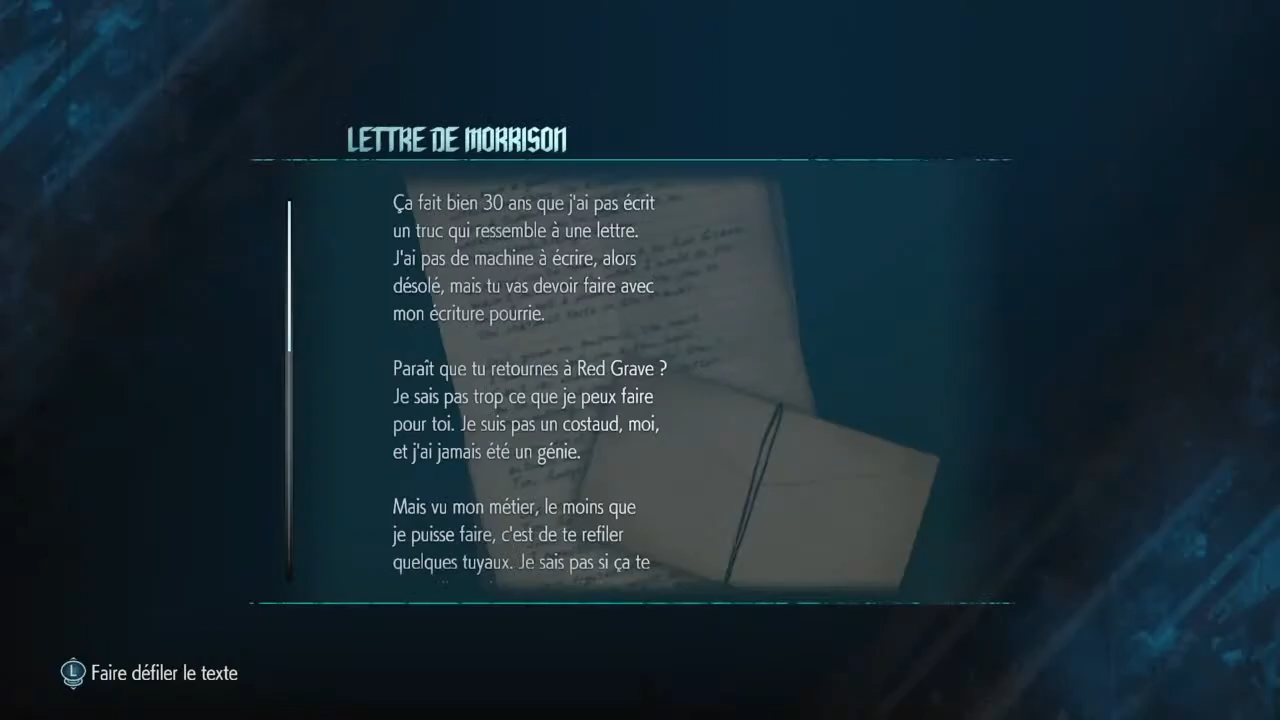 LETTRE DE MORRISON
Ça fait bien 30 ans que j'ai pas écrit
un truc qui ressemble à une lettre.
J'ai pas de machine à écrire, alors
désolé, mais tu vas devoir faire avec
mon écriture pourrie.
Paraît que tu retournes à Red Grave ?
Je sais pas trop ce que je peux faire
pour toi. Je suis pas un costaud, moi,
et j'ai jamais été un génie.
Mais vu mon métier, le moins que
je puisse faire, c'est de te refiler
quelques tuyaux. Je sais pas si ça te
L Faire défiler le texte